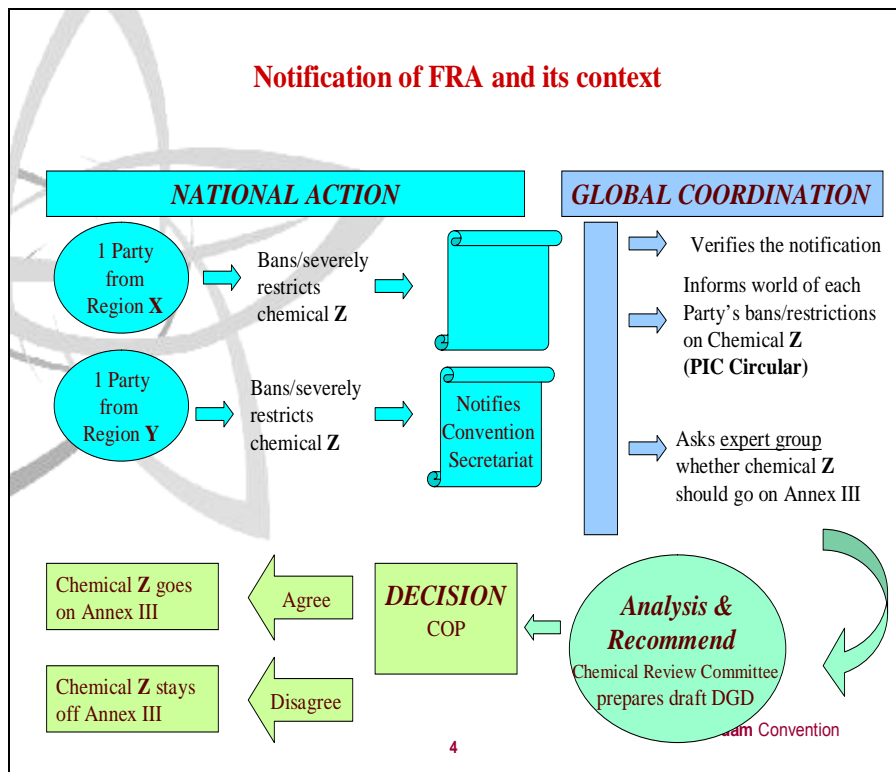 Notification of FRA and its context
NATIONAL ACTION
GLOBAL COORDINATION
1 Party
from
Region X
Bans/severely
restricts
chemical Z
1 Party
from
Region Y
Bans/severely
restricts
chemical Z
Notifies
Convention
Secretariat
Verifies the notification
Informs world of each
Party's bans/restrictions
on Chemical Z
(PIC Circular)
Asks expert group
whether chemical Z
should go on Annex III
Analysis &
Recommend
Chemical Review Committee
prepares draft DGD
DECISION
COP
Agree
Chemical Z goes
on Annex III
Disagree
Chemical Z stays
off Annex III
Convention
4